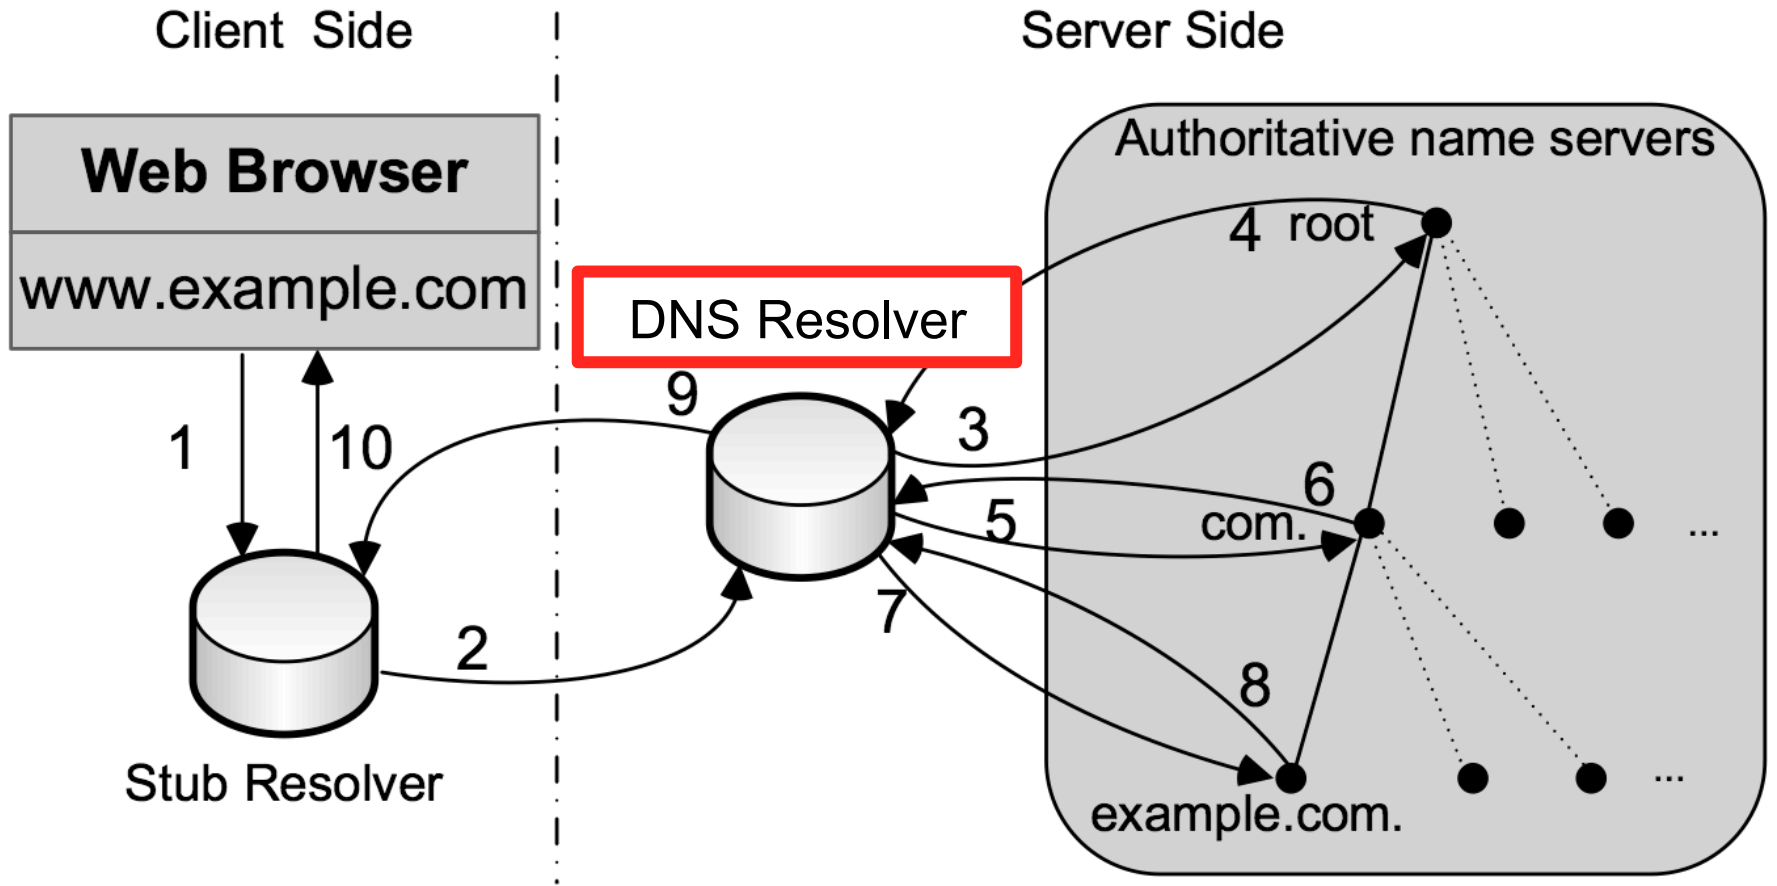 Client Side
Server Side
Web Browser
www.example.com
Authoritative name servers
4 root
DNS Resolver
9
3
1
10
6
5
com.
...
7
2
8
Stub Resolver
...
example.com.